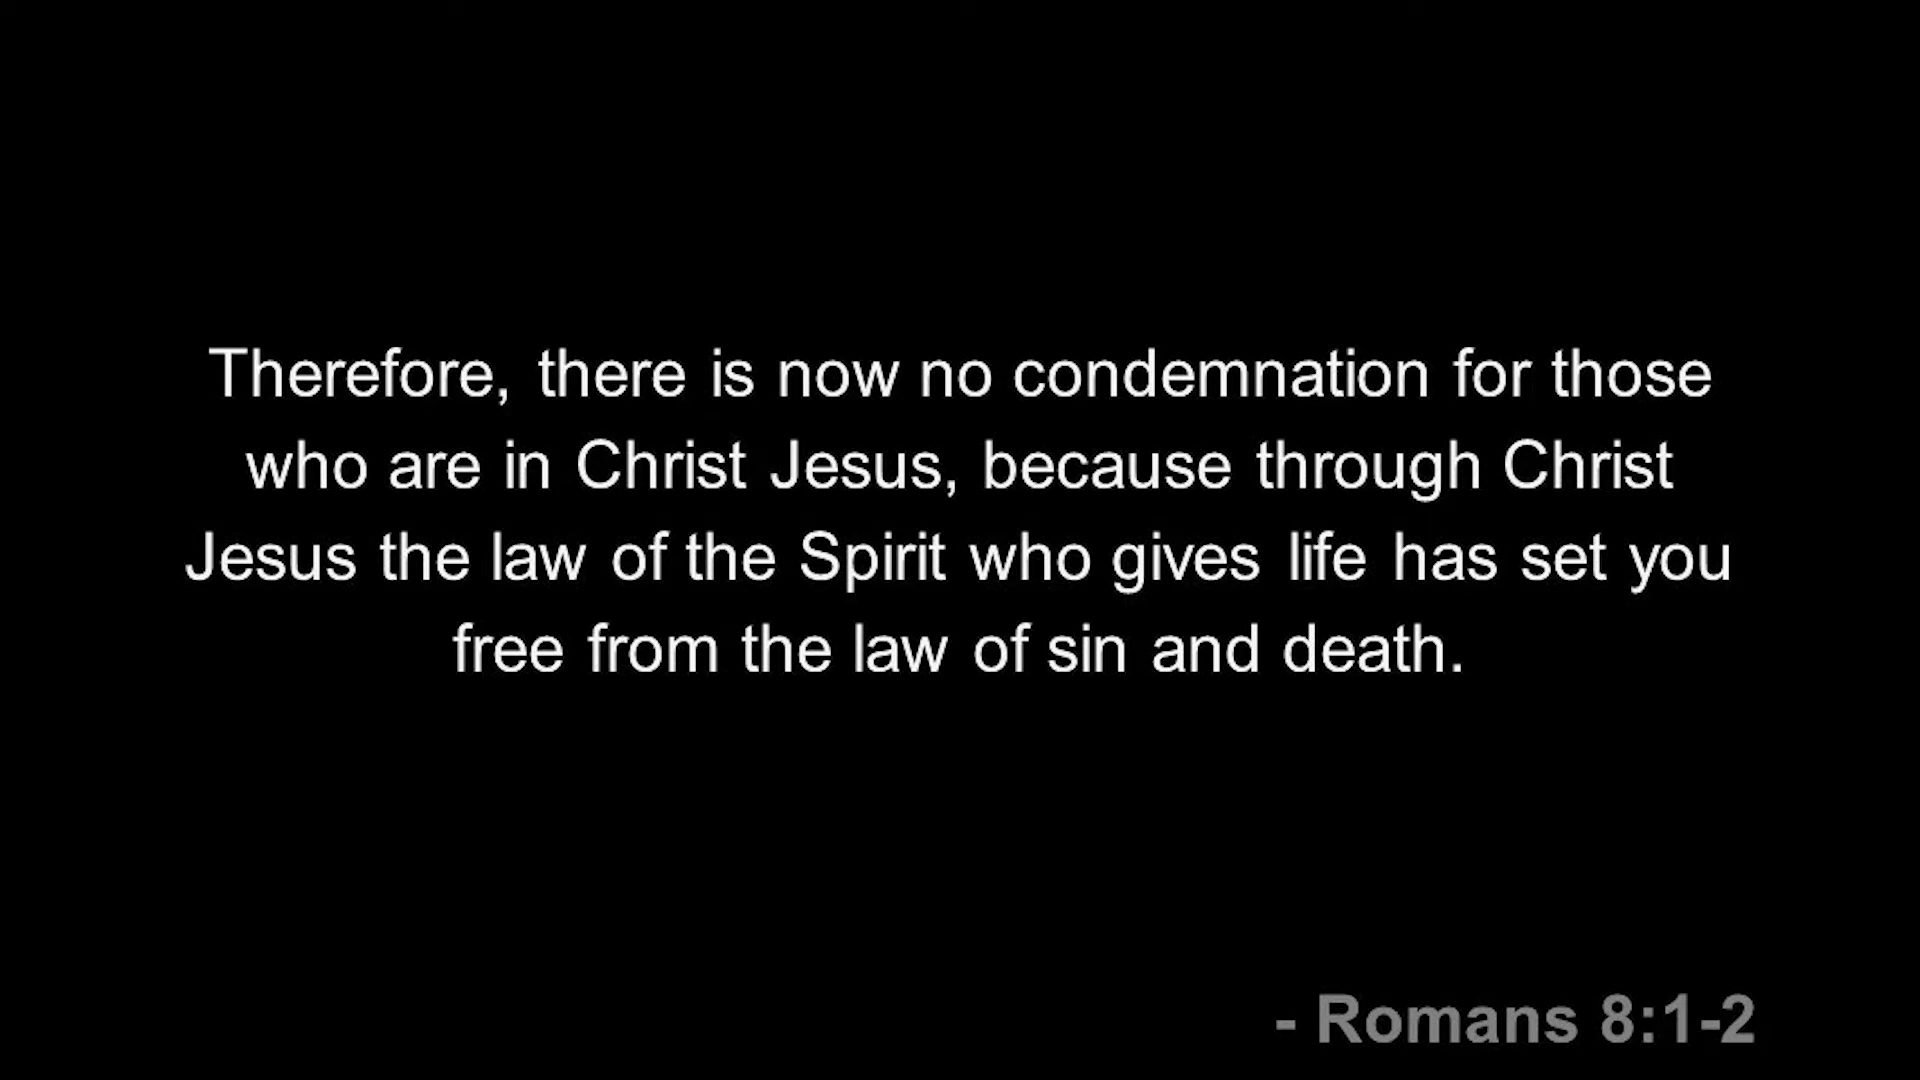 Therefore, there is now no condemnation for those
who are in Christ Jesus, because through Christ
Jesus the law of the Spirit who gives life has set you
free from the law of sin and death.
- Romans 8:1-2